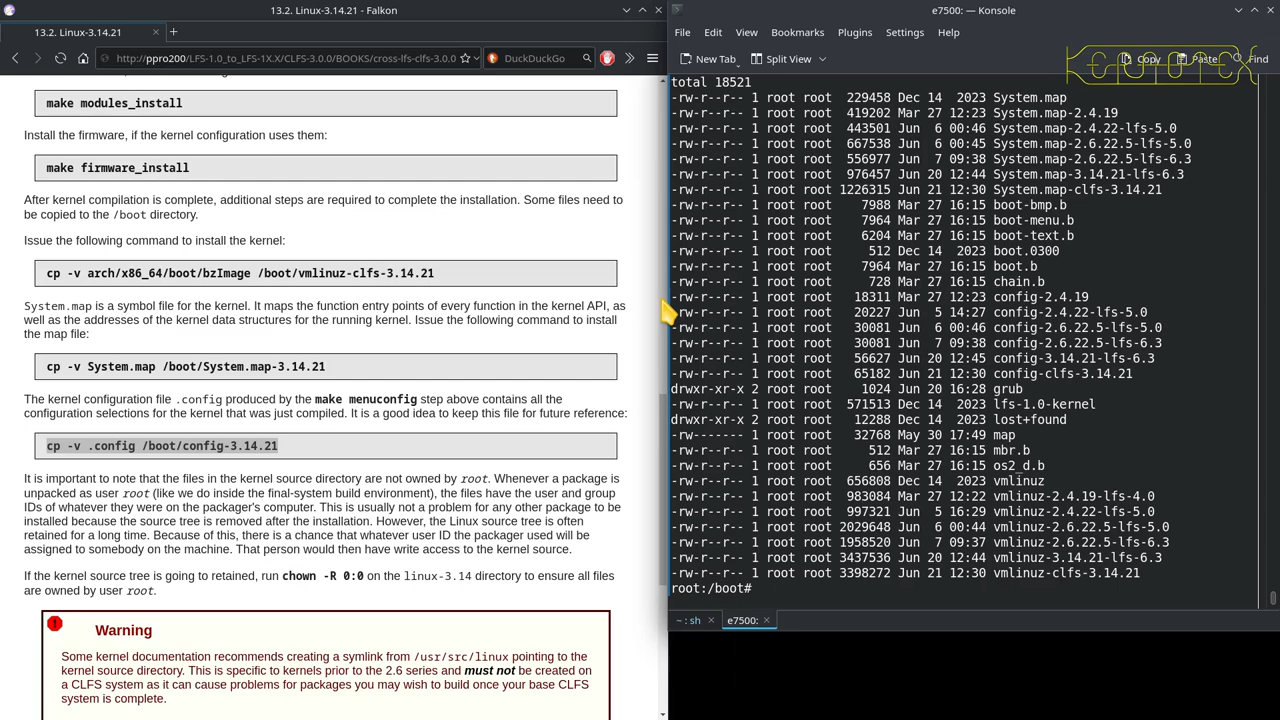 13.2. Linux-3.14.21 - Falkon
13.2. Linux-3.14.21
http://ppro200/LFS-1.0_to_LFS-1X.X/CLFS-3.0.0/BOOKS/cross-lfs-clfs-3.0.0
DuckDuckGo
make modules_install
Install the firmware, if the kernel configuration uses them:
make firmware_install
After kernel compilation is complete, additional steps are required to complete the installation. Some files need to
be copied to the /boot directory.
Issue the following command to install the kernel:
cp -v arch/x86_64/boot/bzImage /boot/vmlinuz-clfs-3.14.21
System.map is a symbol file for the kernel. It maps the function entry points of every function in the kernel API, as
well as the addresses of the kernel data structures for the running kernel. Issue the following command to install
the map file:
cp -v System.map /boot/System.map-3.14.21
The kernel configuration file .config produced by the make menuconfig step above contains all the
configuration selections for the kernel that was just compiled. It is a good idea to keep this file for future reference:
cp -v .config /boot/config-3.14.21
It is important to note that the files in the kernel source directory are not owned by root. Whenever a package is
unpacked as user root (like we do inside the final-system build environment), the files have the user and group
IDs of whatever they were on the packager's computer. This is usually not a problem for any other package to be
installed because the source tree is removed after the installation. However, the Linux source tree is often
retained for a long time. Because of this, there is a chance that whatever user ID the packager used will be
assigned to somebody on the machine. That person would then have write access to the kernel source.
If the kernel source tree is going to retained, run chown -R 0:0 on the linux-3.14 directory to ensure all files
are owned by user root.
Warning
Some kernel documentation recommends creating a symlink from /usr/src/linux pointing to the
kernel source directory. This is specific to kernels prior to the 2.6 series and must not be created on
a CLFS system as it can cause problems for packages you may wish to build once your base CLFS
system is complete.
e7500: — Konsole
File Edit View Bookmarks Plugins Settings Help
New Tab Split View Copy Paste Find
total 18521
-rw-r--r-- 1 root root 229458 Dec 14 2023 System.map
-rw-r--r-- 1 root root 419202 Mar 27 12:23 System.map-2.4.19
-rw-r--r-- 1 root root 443501 Jun 6 00:46 System.map-2.4.22-lfs-5.0
-rw-r--r-- 1 root root 667538 Jun 6 00:45 System.map-2.6.22.5-lfs-5.0
-rw-r--r-- 1 root root 556977 Jun 7 09:38 System.map-2.6.22.5-lfs-6.3
-rw-r--r-- 1 root root 976457 Jun 20 12:44 System.map-3.14.21-lfs-6.3
-rw-r--r-- 1 root root 1226315 Jun 21 12:30 System.map-clfs-3.14.21
-rw-r--r-- 1 root root 7988 Mar 27 16:15 boot-bmp.b
-rw-r--r-- 1 root root 7964 Mar 27 16:15 boot-menu.b
-rw-r--r-- 1 root root 6204 Mar 27 16:15 boot-text.b
-rw-r--r-- 1 root root 512 Dec 14 2023 boot.0300
-rw-r--r-- 1 root root 7964 Mar 27 16:15 boot.b
-rw-r--r-- 1 root root 728 Mar 27 16:15 chain.b
-rw-r--r-- 1 root root 18311 Mar 27 12:23 config-2.4.19
-rw-r--r-- 1 root root 20227 Jun 5 14:27 config-2.4.22-lfs-5.0
-rw-r--r-- 1 root root 30081 Jun 6 00:46 config-2.6.22.5-lfs-5.0
-rw-r--r-- 1 root root 30081 Jun 7 09:38 config-2.6.22.5-lfs-6.3
-rw-r--r-- 1 root root 56627 Jun 20 12:45 config-3.14.21-lfs-6.3
-rw-r--r-- 1 root root 65182 Jun 21 12:30 config-clfs-3.14.21
drwxr-xr-x 2 root root 1024 Jun 20 16:28 grub
-rw-r--r-- 1 root root 571513 Dec 14 2023 lfs-1.0-kernel
drwxr-xr-x 2 root root 12288 Dec 14 2023 lost+found
-rw------- 1 root root 32768 May 30 17:49 map
-rw-r--r-- 1 root root 512 Mar 27 16:15 mbr.b
-rw-r--r-- 1 root root 656 Mar 27 16:15 os2_d.b
-rw-r--r-- 1 root root 656808 Dec 14 2023 vmlinuz
-rw-r--r-- 1 root root 983084 Mar 27 12:22 vmlinuz-2.4.19-lfs-4.0
-rw-r--r-- 1 root root 997321 Jun 5 16:29 vmlinuz-2.4.22-lfs-5.0
-rw-r--r-- 1 root root 2029648 Jun 6 00:44 vmlinuz-2.6.22-lfs-5.0
-rw-r--r-- 1 root root 1958520 Jun 7 09:37 vmlinuz-2.6.22.5-lfs-6.3
-rw-r--r-- 1 root root 3437536 Jun 20 12:44 vmlinuz-3.14.21-lfs-6.3
-rw-r--r-- 1 root root 3398272 Jun 21 12:30 vmlinuz-clfs-3.14.21
root:/boot#
~ : sh e7500: